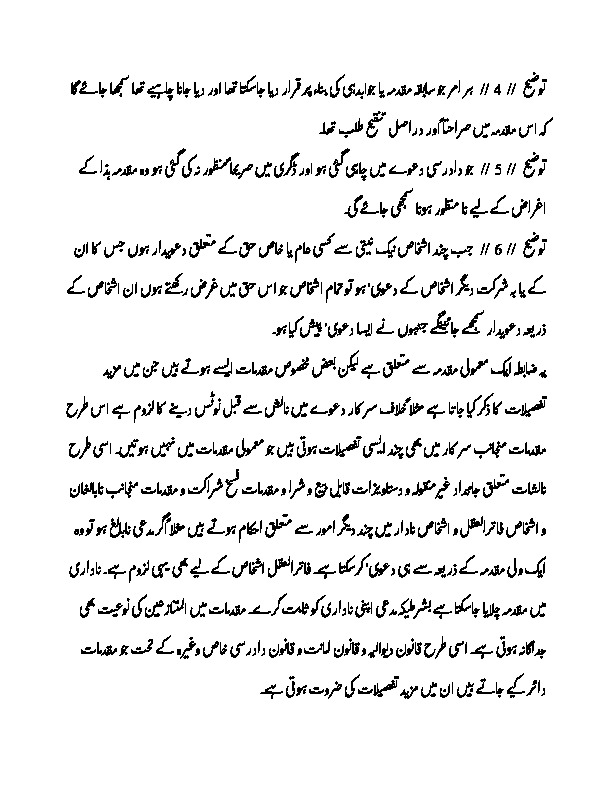 توضیح // 4 // ہر امر جو سابقہ مقدمہ یا جوابدہی کی بناء پر قرار دیا جاسکتا تھا اور دیا جانا چاہیے تھا سمجھا جائے گا
کہ اس مقدمہ میں صراحتاً اور دراصل تنقیح طلب تھا۔
توضیح // 5 // جو دادرسی دعوے میں چاہی گئی ہو اور ڈگری میں صریحاً منظور نہ کی گئی ہو وہ مقدمہ ہذا کے
اغراض کے لیے نا منظور ہونا سمجھی جائے گی۔
توضیح // 6 // جب چند اشخاص نیک نیتی سے کسی عام یا خاص حق کے متعلق دعویدار ہوں جس کا ان
کے یا بہ شرکت دیگر اشخاص کے دعوی' ہو تو تمام اشخاص جو اس حق میں غرض رکھتے ہوں ان اشخاص کے
ذریعہ دعویدار سمجھے جائینگے جنہوں نے ایسا دعوی' پیش کیا ہو۔
یہ ضابطہ ایک معمولی مقدمہ سے متعلق ہے لیکن بعض مخصوص مقدمات ایسے ہوتے ہیں جن میں مزید
تفصیلات کا ذکر کیا جاتا ہے مثلاً خلاف سرکار دعوے میں نالش سے قبل نوٹس دینے کا لزوم ہے اس طرح
مقدمات منجانب سرکار میں بھی چند ایسی تفصیلات ہوتی ہیں جو معمولی مقدمات میں نہیں ہوتیں۔ اسی طرح
نالشات متعلق جائداد غیر منقولہ و دستاویزات قابل بیع و شرا و مقدمات فسخ شراکت و مقدمات منجانب نابالغان
و اشخاص فاتر العقل و اشخاص نادار میں چند دیگر امور سے متعلق احکام ہوتے ہیں مثلاً اگر مدعی نابالغ ہو تو وہ
ایک ولی مقدمہ کے ذریعہ سے ہی دعوی' کرسکتا ہے۔ فاتر العقل اشخاص کے لیے بھی یہی لزوم ہے۔ ناداری
میں مقدمہ چلایا جاسکتا ہے بشرطیکہ مدعی اپنی ناداری کو ثابت کرے۔ مقدمات میں المتنازعین کی نوعیت بھی
جداگانہ ہوتی ہے۔ اسی طرح قانون دیوالیہ و قانون امانت و قانون دادرسی خاص وغیرہ کے تحت جو مقدمات
دائر کیے جاتے ہیں ان میں مزید تفصیلات کی ضروت ہوتی ہے۔